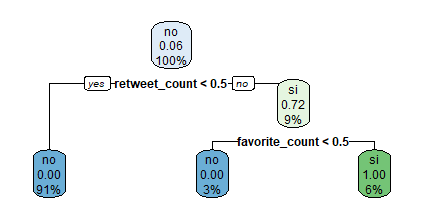 no
0.06
100%
yes retweet_count < 0.5 no
si
0.72
9%
favorite_count < 0.5
no
0.00
91%
no
0.00
3%
si
1.00
6%